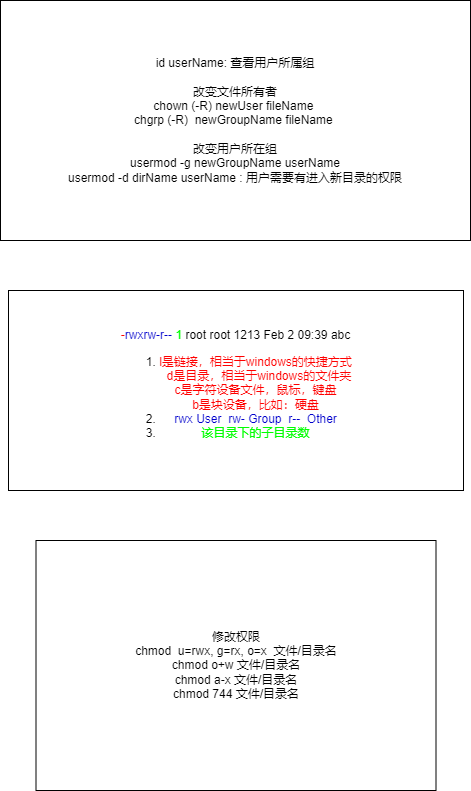 id userName: 查看用户所属组
改变文件所有者
chown (-R) newUser fileName
chgrp (-R)  newGroupName fileName
改变用户所在组
usermod -g newGroupName userName
usermod -d dirName userName : 用户需要有进入新目录的权限
-rwxrw-r-- 1 root root 1213 Feb 2 09:39 abc
1. l是链接，相当于windows的快捷方式
d是目录，相当于windows的文件夹
c是字符设备文件，鼠标，键盘
b是块设备，比如：硬盘
2. rwx User  rw- Group  r--  Other
3. 该目录下的子目录数
修改权限
chmod  u=rwx, g=rx, o=x  文件/目录名
chmod o+w 文件/目录名
chmod a-x 文件/目录名
chmod 744 文件/目录名